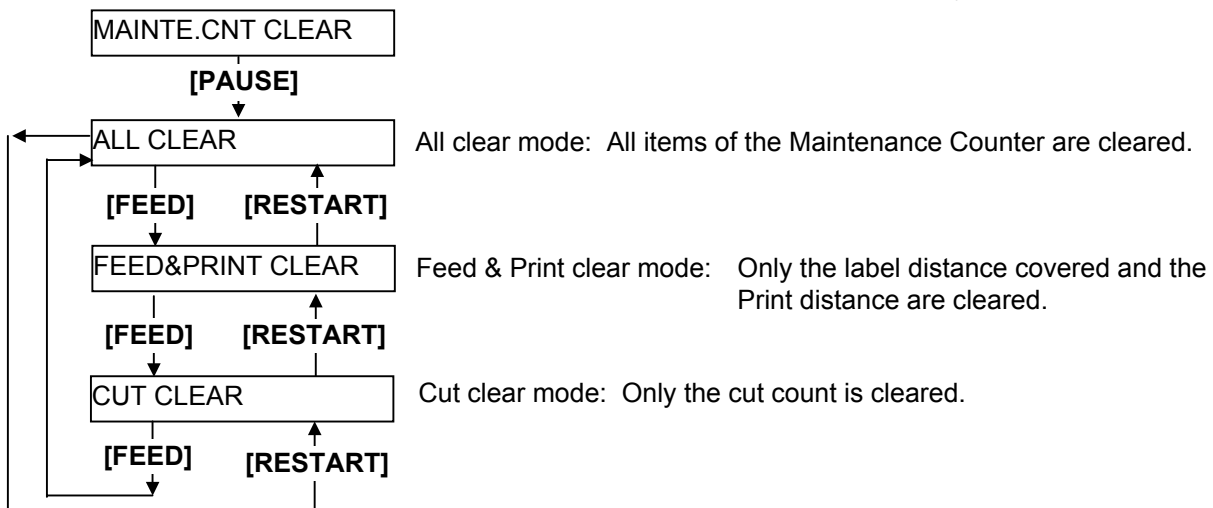 MAINTE.CNT CLEAR
[PAUSE]
ALL CLEAR
All clear mode: All items of the Maintenance Counter are cleared.
[FEED] [RESTART]
FEED&PRINT CLEAR
Feed & Print clear mode: Only the label distance covered and the
Print distance are cleared.
[FEED] [RESTART]
CUT CLEAR
Cut clear mode: Only the cut count is cleared.
[FEED] [RESTART]